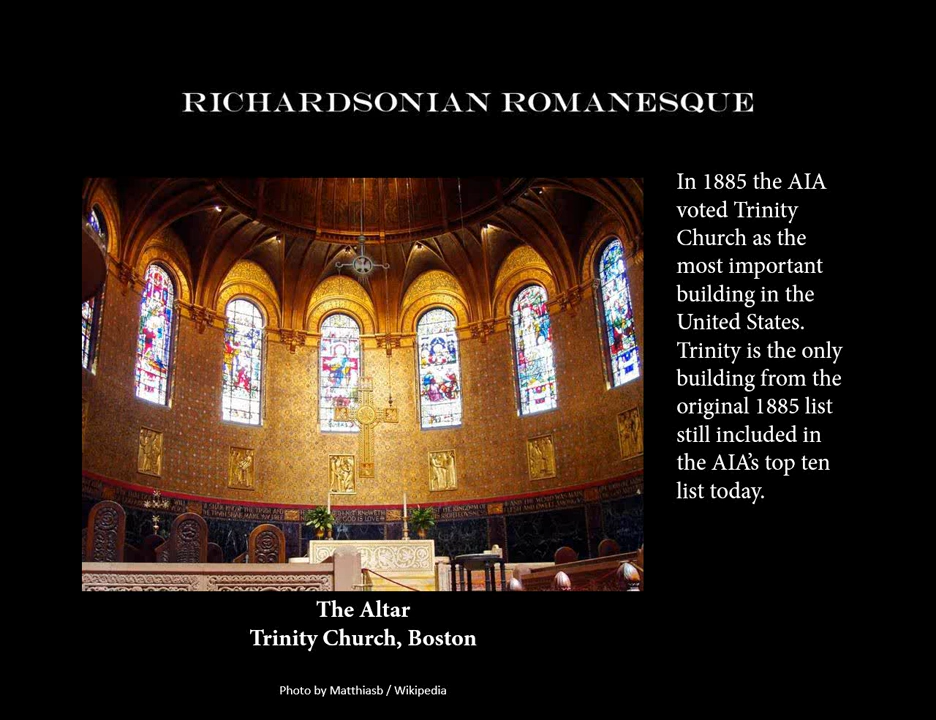 RICHARDSONIAN ROMANESQUE
In 1885 the AIA
voted Trinity
Church as the
most important
building in the
United States.
Trinity is the only
building from the
original 1885 list
still included in
the AIA's top ten
list today.
The Altar
Trinity Church, Boston
Photo by Matthiasb / Wikipedia